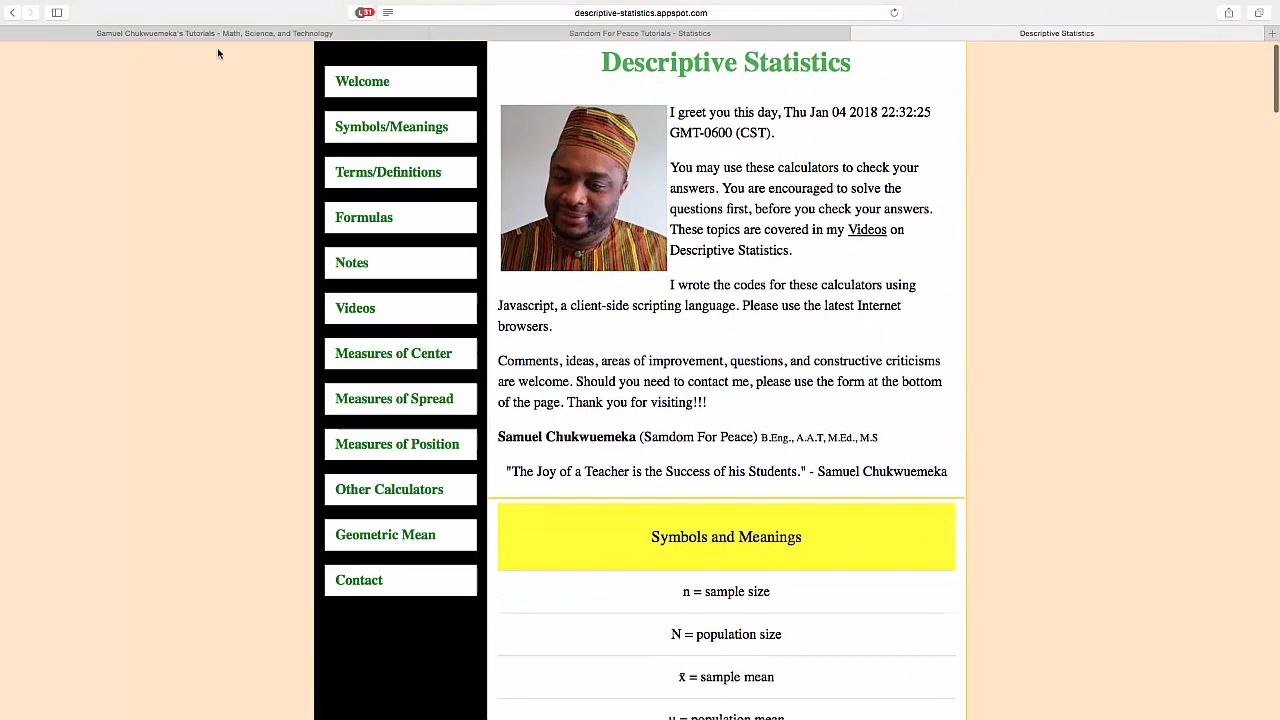 descriptive-statistics.appspot.com
Samuel Chukwuemeka's Tutorials - Math, Science, and Technology
Samdom For Peace Tutorials - Statistics
Descriptive Statistics
Welcome
Symbols/Meanings
Terms/Definitions
Formulas
Notes
Videos
Measures of Center
Measures of Spread
Measures of Position
Other Calculators
Geometric Mean
Contact
Descriptive Statistics
I greet you this day, Thu Jan 04 2018 22:32:25
GMT-0600 (CST).
You may use these calculators to check your
answers. You are encouraged to solve the
questions first, before you check your answers.
These topics are covered in my Videos on
Descriptive Statistics.
I wrote the codes for these calculators using
Javascript, a client-side scripting language. Please use the latest Internet
browsers.
Comments, ideas, areas of improvement, questions, and constructive criticisms
are welcome. Should you need to contact me, please use the form at the bottom
of the page. Thank you for visiting!!!
Samuel Chukwuemeka (Samdom For Peace) B.Eng., A.A.T, M.Ed., M.S
"The Joy of a Teacher is the Success of his Students." - Samuel Chukwuemeka
Symbols and Meanings
n = sample size
N = population size
x̄ = sample mean
μ = population mean